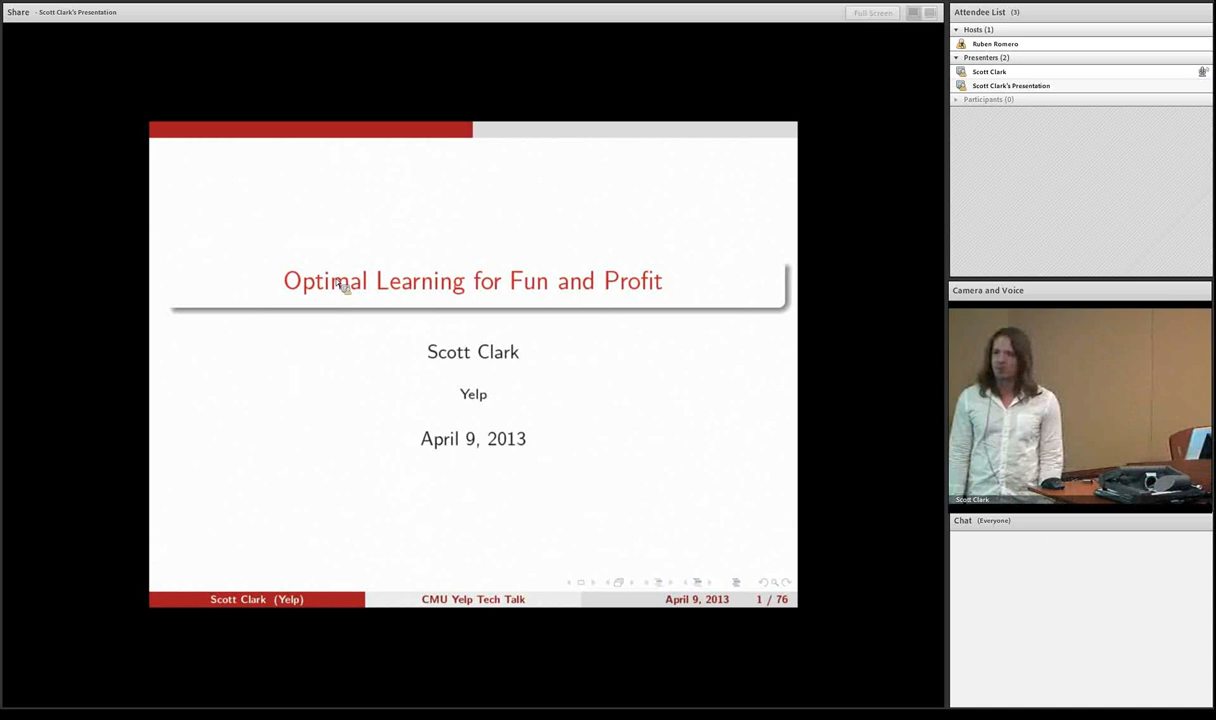 Share - Scott Clark's Presentation
Full Screen
Optimal Learning for Fun and Profit
Scott Clark
Yelp
April 9, 2013
Scott Clark (Yelp) CMU Yelp Tech Talk April 9, 2013 1 / 76
Attendee List (3)
Hosts (1)
Ruben Romero
Presenters (2)
Scott Clark
Scott Clark's Presentation
Participants (0)
Camera and Voice
Scott Clark
Chat (Everyone)